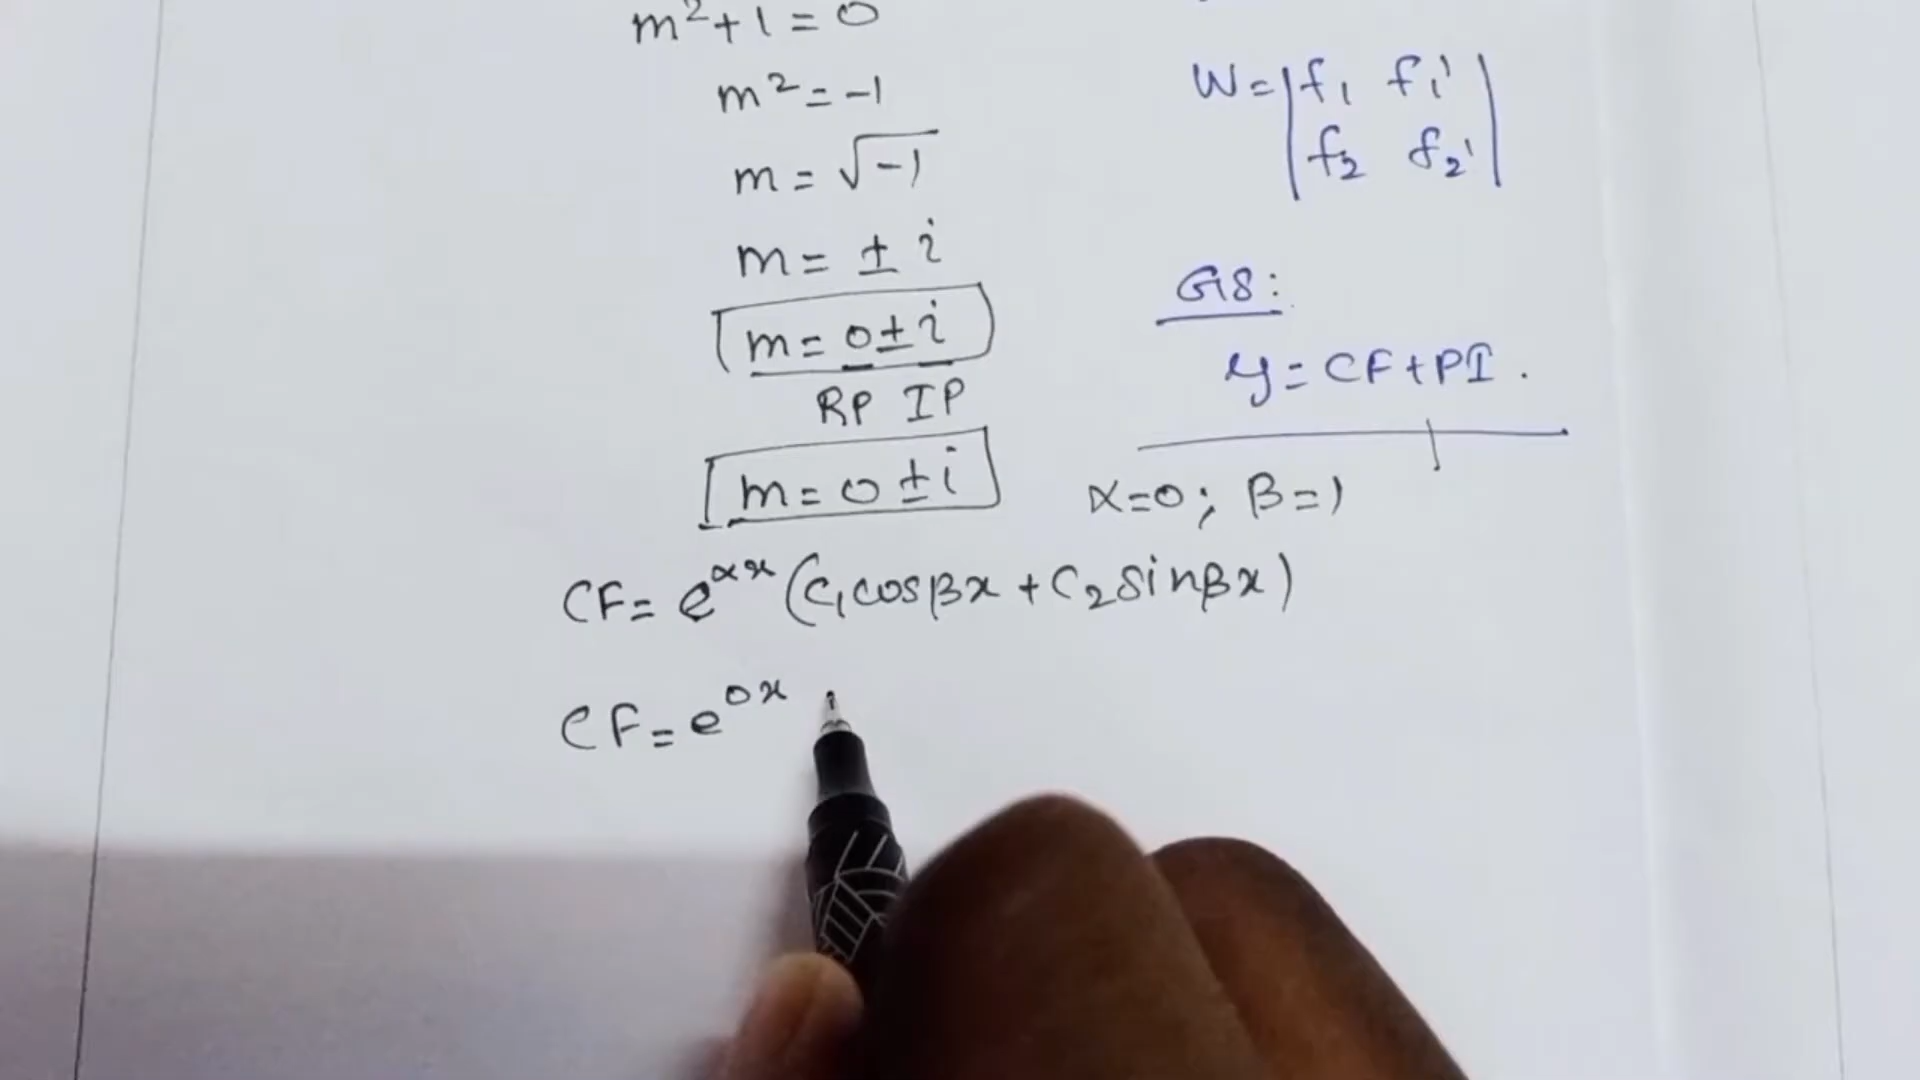 m²+1=0
m²=-1
m=√-1
m=±i
m=0±i
RP IP
m=0±i
W=|f₁ f₁'|
|f₂ f₂'|
GS:
y=CF+PI.
α=0; β=1
CF=e^αx (C₁cosβx+C₂sinβx)
CF=e^0x